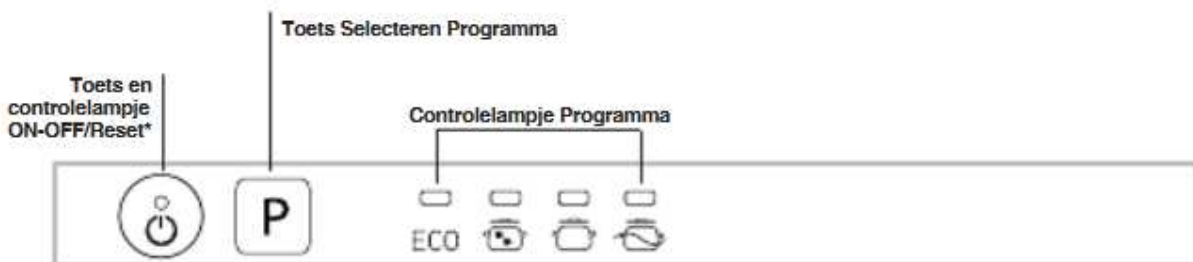 Toets Selecteren Programma
Toets en
controlelampje
ON-OFF/Reset*
Controlelampje Programma
P
ECO